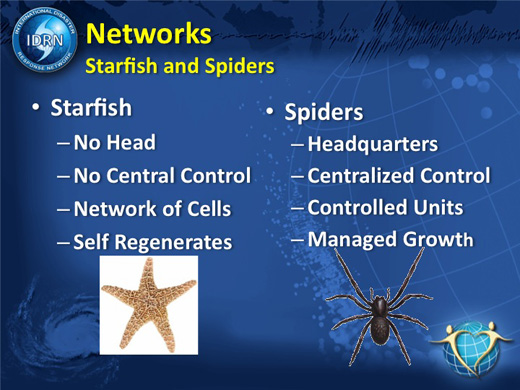 INTERNATIONAL DISASTER
IDRN
RESPONSE NETWORK
Networks
Starfish and Spiders
• Starfish
– No Head
– No Central Control
– Network of Cells
– Self Regenerates
• Spiders
– Headquarters
– Centralized Control
– Controlled Units
– Managed Growth